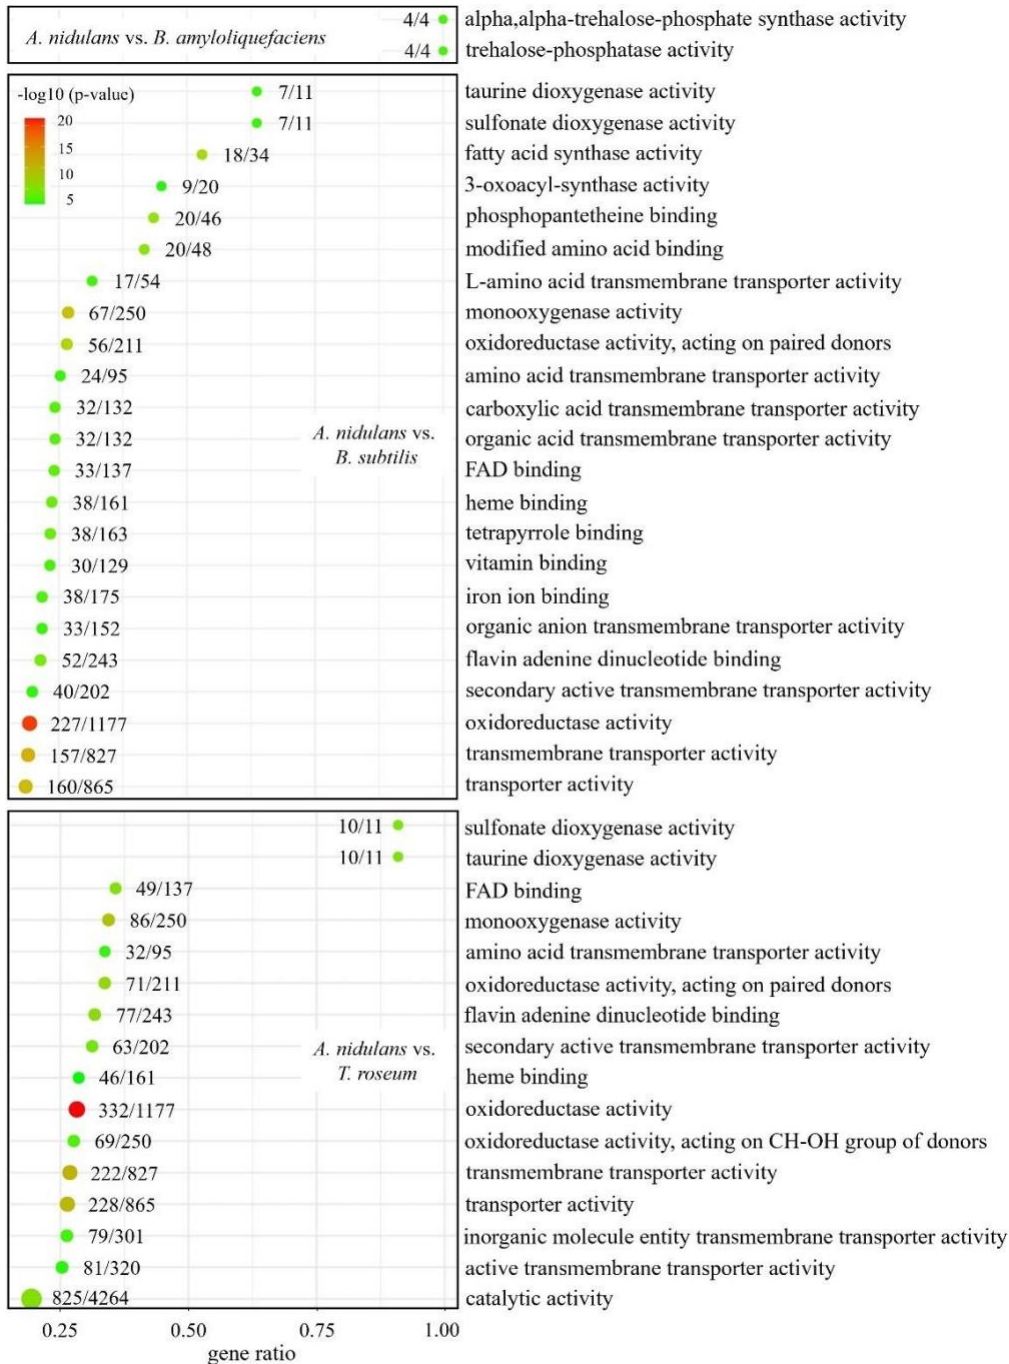 4/4 alpha,alpha-trehalose-phosphate synthase activity
A. nidulans vs. B. amyloliquefaciens
4/4 trehalose-phosphatase activity
-log10 (p-value)
20
15
10
5
7/11 taurine dioxygenase activity
7/11 sulfonate dioxygenase activity
18/34 fatty acid synthase activity
9/20 3-oxoacyl-synthase activity
20/46 phosphopantetheine binding
20/48 modified amino acid binding
17/54 L-amino acid transmembrane transporter activity
67/250 monooxygenase activity
56/211 oxidoreductase activity, acting on paired donors
24/95 amino acid transmembrane transporter activity
32/132 carboxylic acid transmembrane transporter activity
A. nidulans vs.
B. subtilis
32/132 organic acid transmembrane transporter activity
33/137 FAD binding
38/161 heme binding
38/163 tetrapyrrole binding
30/129 vitamin binding
38/175 iron ion binding
33/152 organic anion transmembrane transporter activity
52/243 flavin adenine dinucleotide binding
40/202 secondary active transmembrane transporter activity
227/1177 oxidoreductase activity
157/827 transmembrane transporter activity
160/865 transporter activity
10/11 sulfonate dioxygenase activity
10/11 taurine dioxygenase activity
49/137 FAD binding
86/250 monooxygenase activity
32/95 amino acid transmembrane transporter activity
71/211 oxidoreductase activity, acting on paired donors
77/243 flavin adenine dinucleotide binding
63/202 secondary active transmembrane transporter activity
A. nidulans vs.
T. roseum
46/161 heme binding
332/1177 oxidoreductase activity
69/250 oxidoreductase activity, acting on CH-OH group of donors
222/827 transmembrane transporter activity
228/865 transporter activity
79/301 inorganic molecule entity transmembrane transporter activity
81/320 active transmembrane transporter activity
825/4264 catalytic activity
0.25 0.50 0.75 1.00
gene ratio